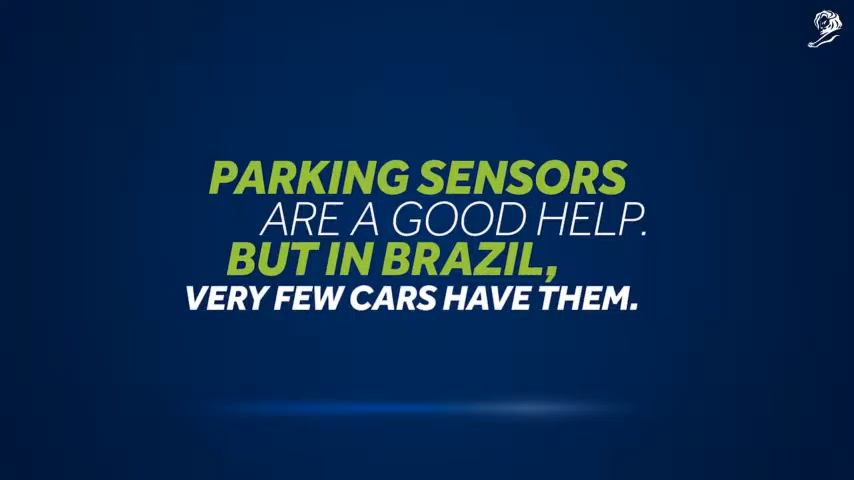 PARKING SENSORS
ARE A GOOD HELP.
BUT IN BRAZIL,
VERY FEW CARS HAVE THEM.